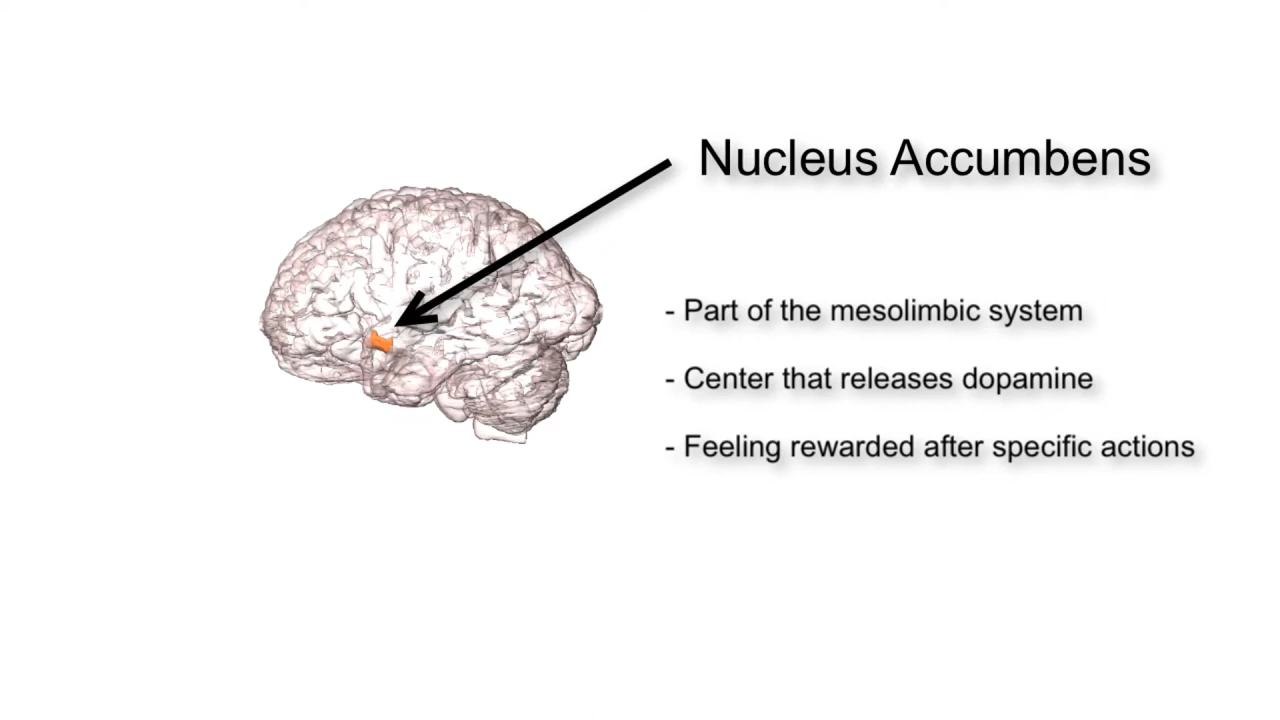 Nucleus Accumbens
- Part of the mesolimbic system
- Center that releases dopamine
- Feeling rewarded after specific actions